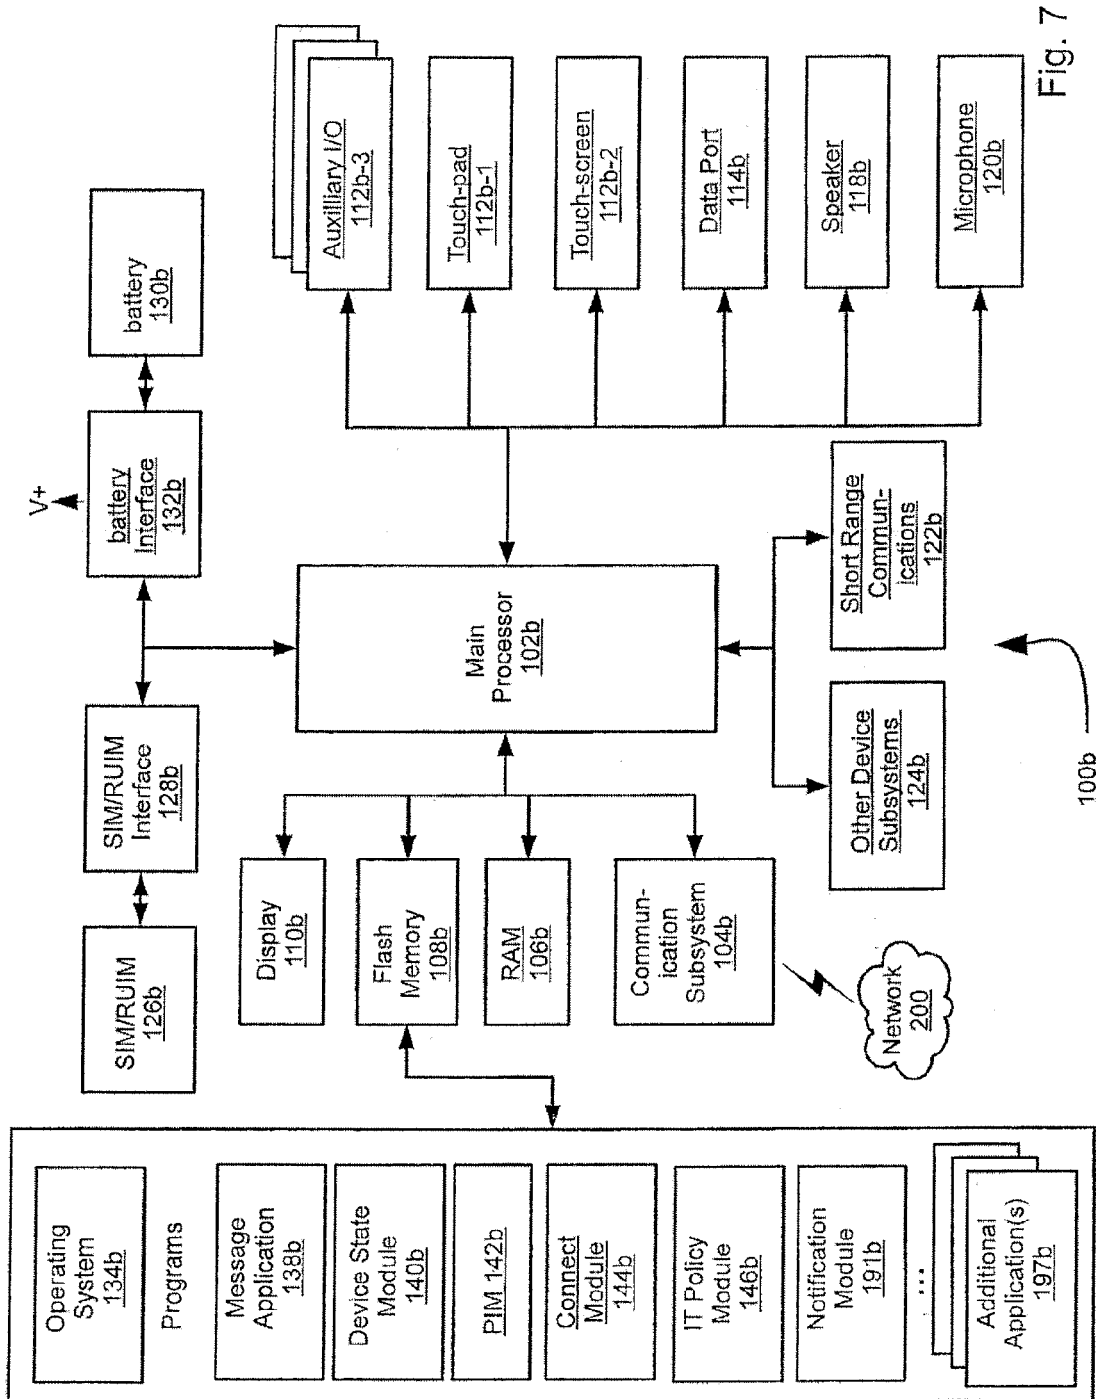 Operating
System
134b
Programs
Message
Application
138b
Device State
Module
140b
PIM 142b
Connect
Module
144b
IT Policy
Module
146b
Notification
Module
191b
...
Additional
Application(s)
197b
SIM/RUIM
126b
SIM/RUIM
Interface
128b
V+
battery
Interface
132b
battery
130b
Display
110b
Flash
Memory
108b
RAM
106b
Commun-
ication
Subsystem
104b
Network
200
Main
Processor
102b
Auxilliary I/O
112b-3
Touch-pad
112b-1
Touch-screen
112b-2
Data Port
114b
Speaker
118b
Microphone
120b
Other Device
Subsystems
124b
Short Range
Commun-
ications
122b
100b
Fig. 7